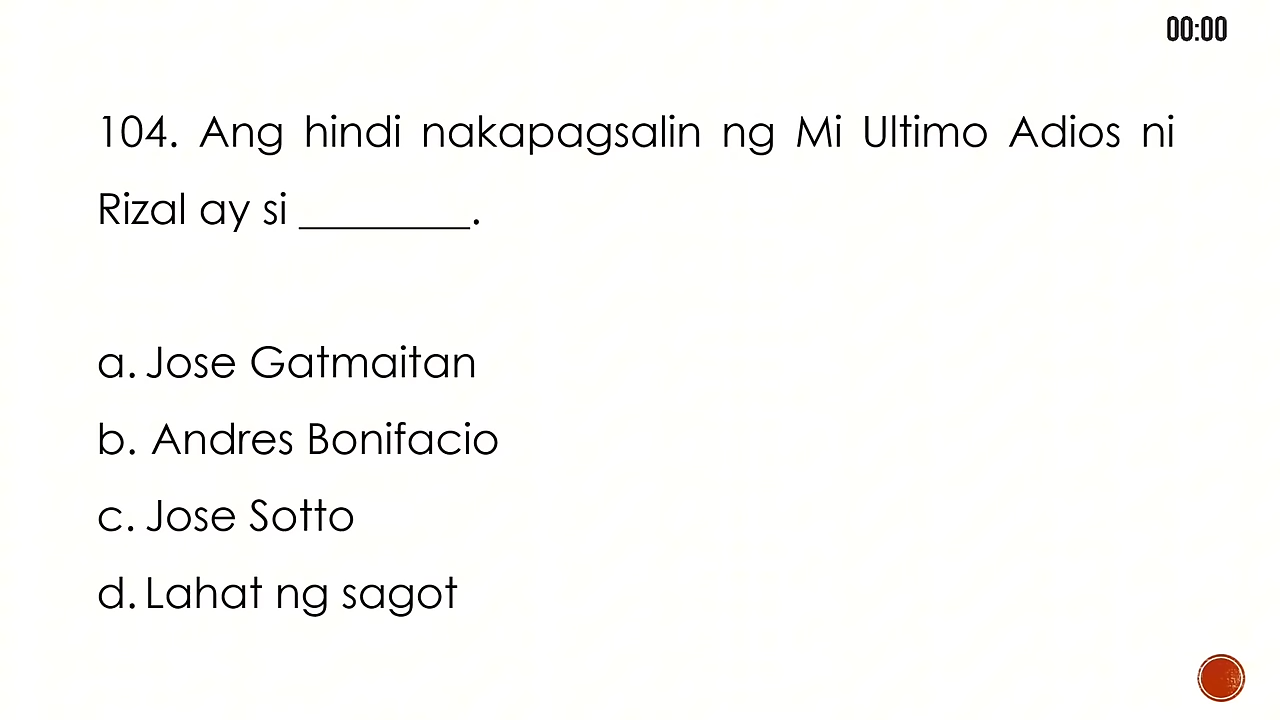 00:00
104. Ang hindi nakapagsalin ng Mi Ultimo Adios ni
Rizal ay si ________.
a. Jose Gatmaitan
b. Andres Bonifacio
c. Jose Sotto
d. Lahat ng sagot